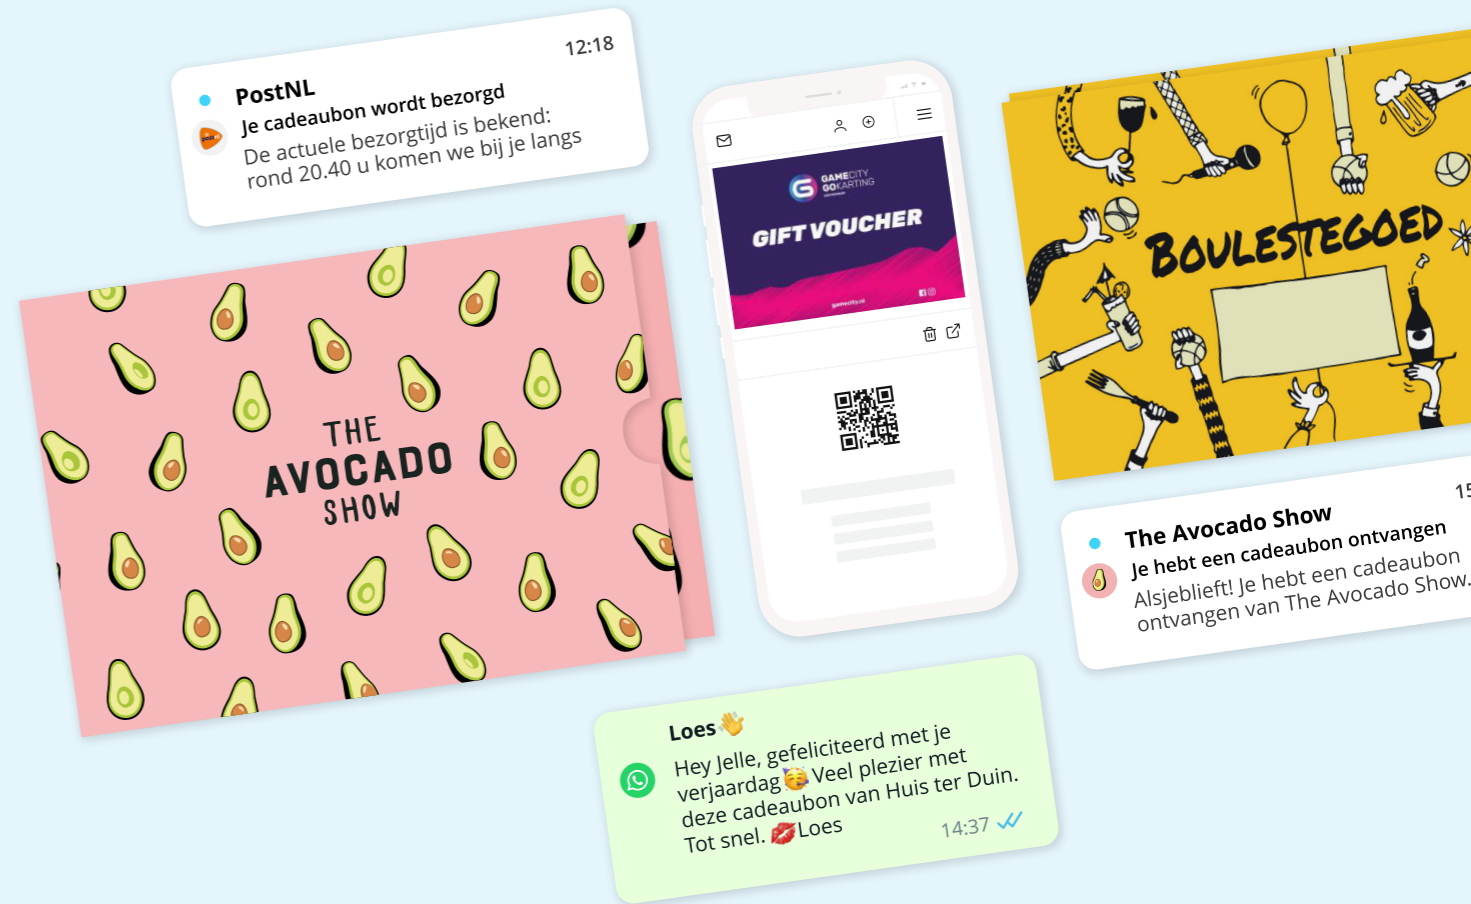 12:18
PostNL
Je cadeaubon wordt bezorgd
De actuele bezorgtijd is bekend:
rond 20.40 u komen we bij je langs
THE
AVOCADO
SHOW
GAMECITY
GOKARTING
GIFT VOUCHER
gamecity.nl
BOULESTEGOED
15
The Avocado Show
Je hebt een cadeaubon ontvangen
Alsjeblieft! Je hebt een cadeaubon
ontvangen van The Avocado Show.
Loes👋
Hey Jelle, gefeliciteerd met je
verjaardag🥳Veel plezier met
deze cadeaubon van Huis ter Duin.
Tot snel. 💋Loes
14:37